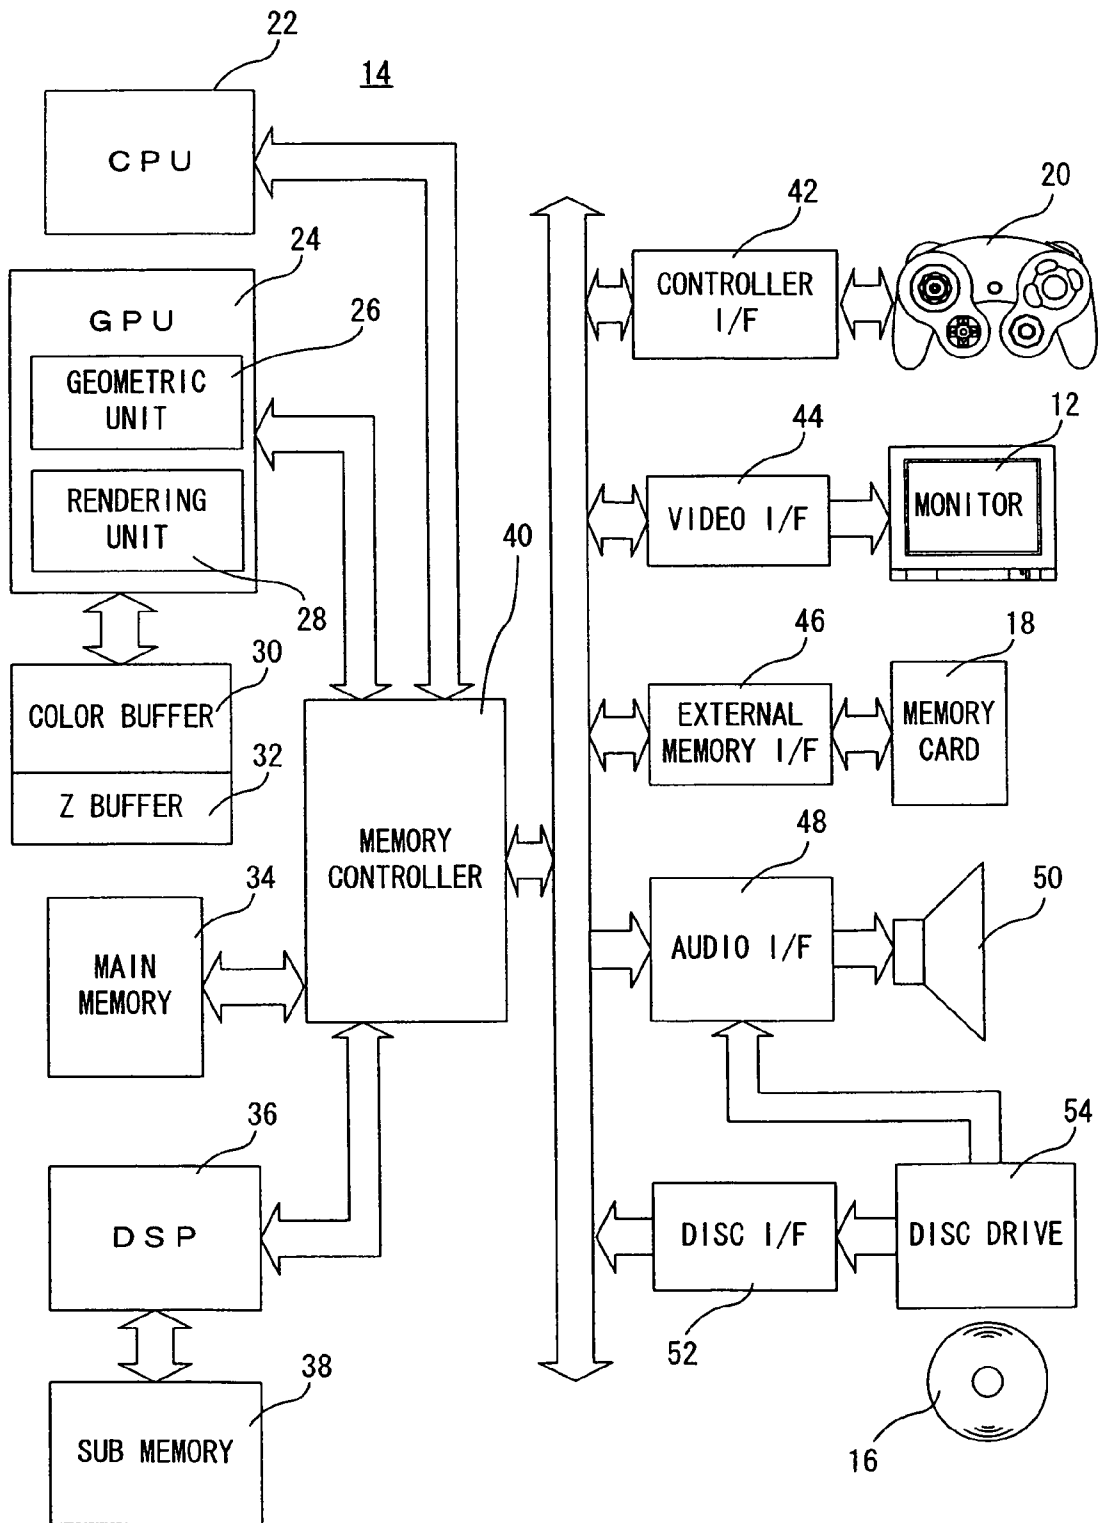 22
14
CPU
24
GPU
26
GEOMETRIC
UNIT
RENDERING
UNIT
28
30
COLOR BUFFER
32
Z BUFFER
34
MAIN
MEMORY
36
DSP
38
SUB MEMORY
40
MEMORY
CONTROLLER
42
CONTROLLER
I/F
20
44
VIDEO I/F
12
MONITOR
46
EXTERNAL
MEMORY I/F
18
MEMORY
CARD
48
AUDIO I/F
50
54
DISC I/F
DISC DRIVE
52
16